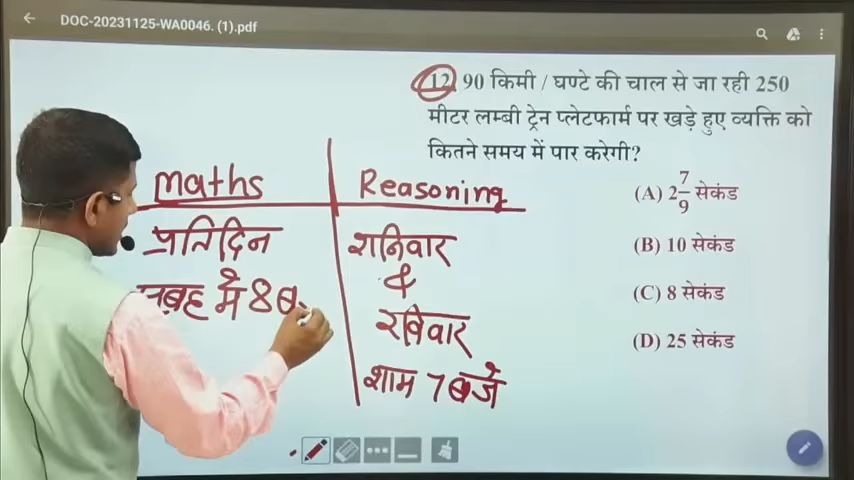 DOC-20231125-WA0046. (1).pdf
12. 90 किमी / घण्टे की चाल से जा रही 250
मीटर लम्बी ट्रेन प्लेटफार्म पर खड़े हुए व्यक्ति को
कितने समय में पार करेगी?
(A) 2 7/9 सेकंड
(B) 10 सेकंड
(C) 8 सेकंड
(D) 25 सेकंड
Maths
प्रतिदिन
में 8 ब
Reasoning
शनिवार
&
रविवार
शाम 7 बजे